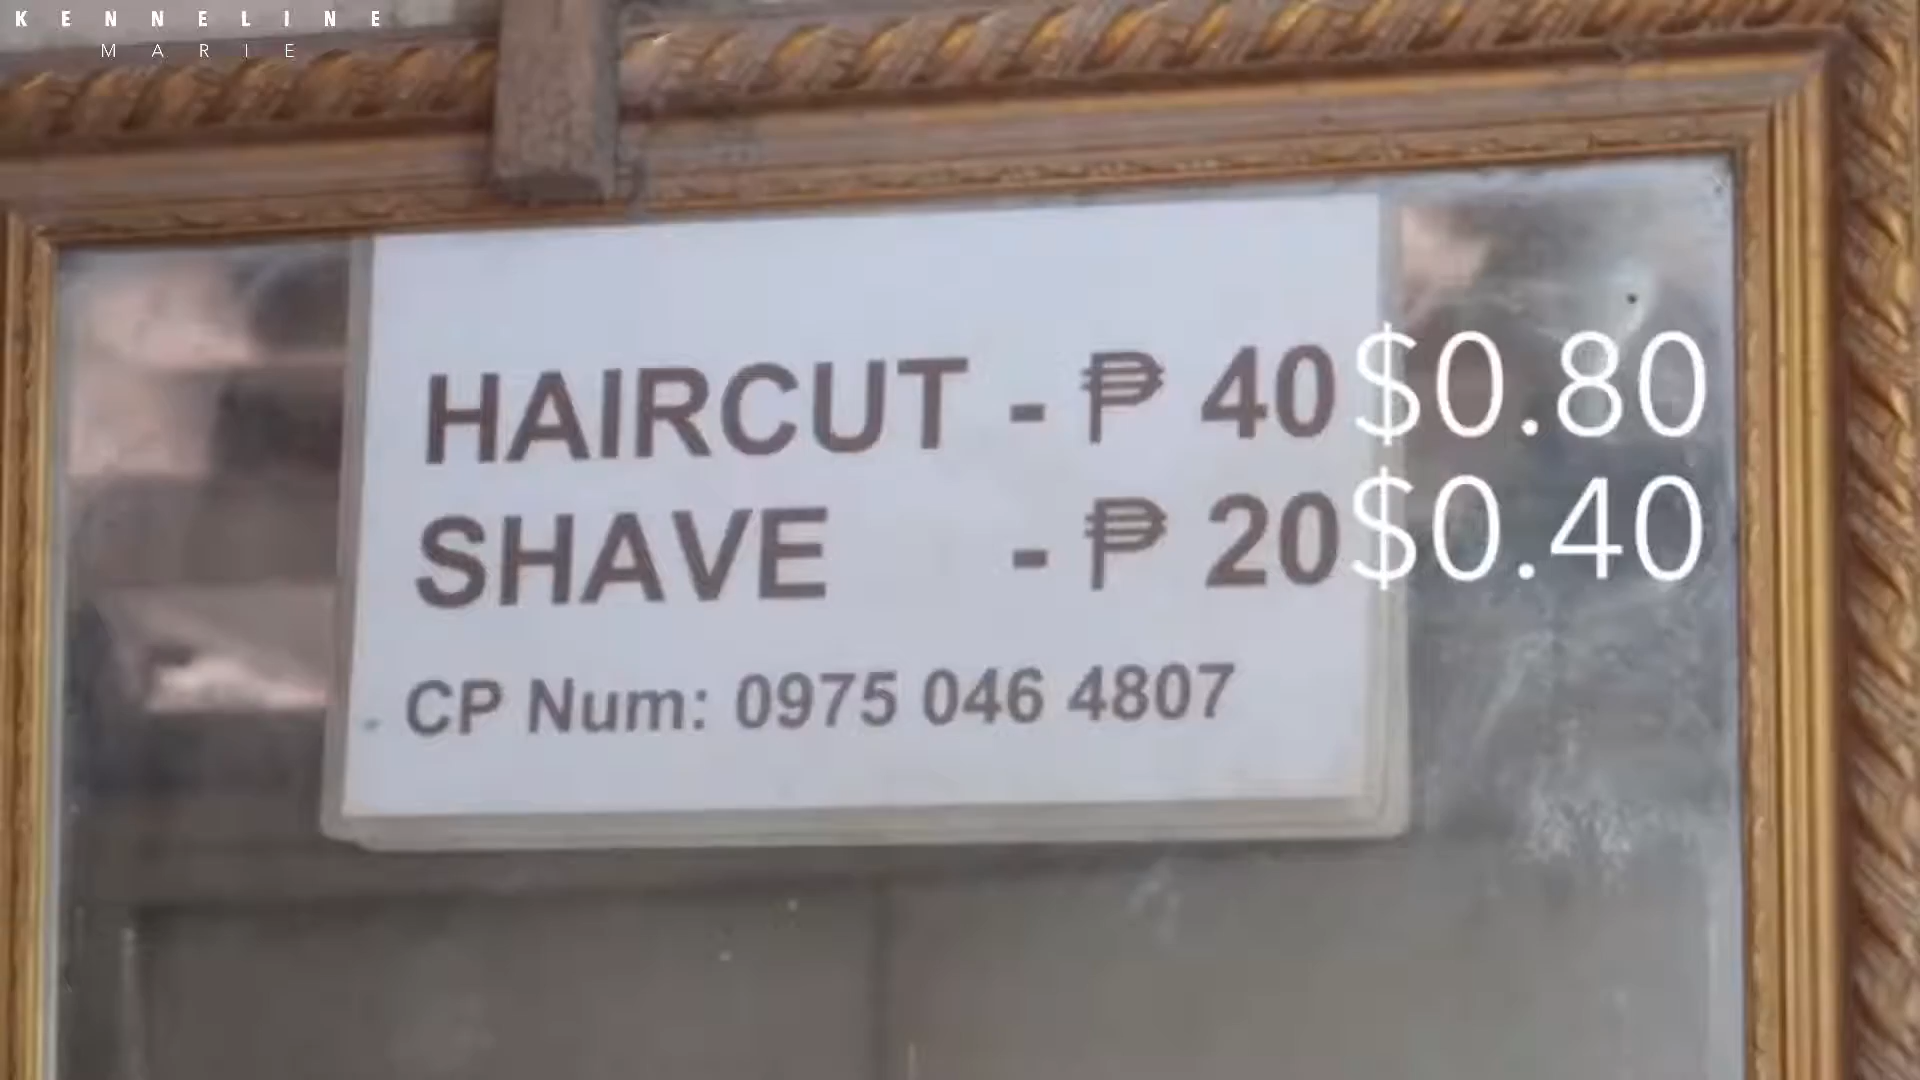 KENNELINE
MARIE
HAIRCUT - ₱ 40 $0.80
SHAVE - ₱ 20 $0.40
CP Num: 0975 046 4807